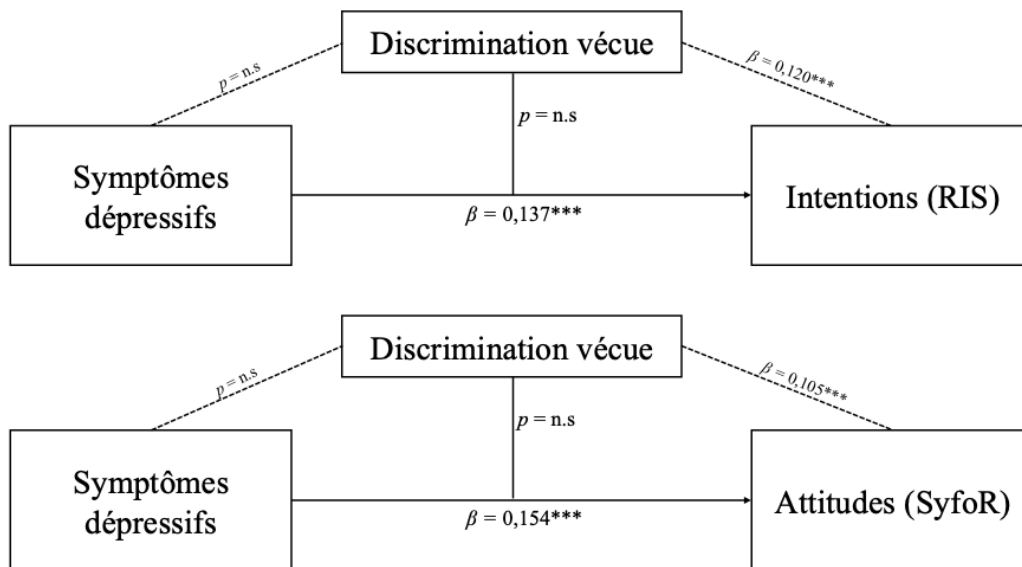 Discrimination vécue
p = n.s
β = 0,120***
p = n.s
Symptômes
dépressifs
Intentions (RIS)
β = 0,137***
Discrimination vécue
p = n.s
β = 0,105***
p = n.s
Symptômes
dépressifs
Attitudes (SyfoR)
β = 0,154***